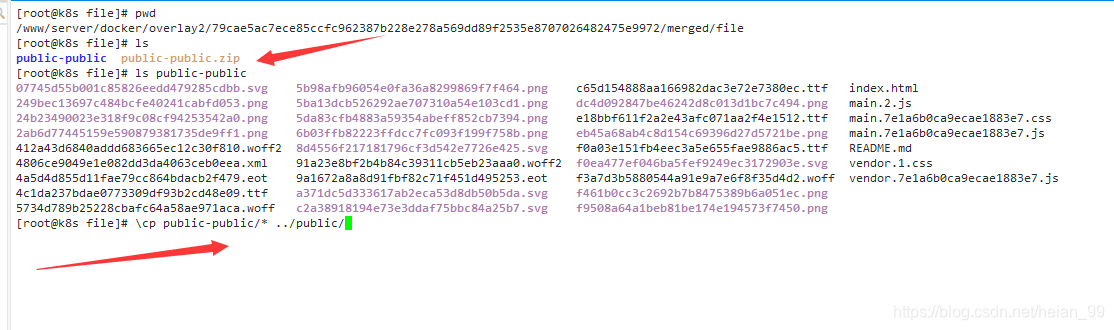 [root@k8s file]# pwd
/www/server/docker/overlay2/79cae5ac7ece85ccfc962387b228e278a569dd89f2535e8707026482475e9972/merged/file
[root@k8s file]# ls
public-public  public-public.zip
[root@k8s file]# ls public-public
07745d55b001c85826eedd479285cdbb.svg  5b98afb96054e0fa36a8299869f7f464.png  c65d154888aa166982dac3e72e7380ec.ttf  index.html
249bec13697c484bcfe40241cabfd053.png  5ba13dcb526292ae707310a54e103cd1.png  dc4d092847be46242d8c013d1bc7c494.png  main.2.js
24b23490023e318f9c08cf94253542a0.png  5da83cfb4883a59354abeff852cb7394.png  e18bbf611f2a2e43afc071aa2f4e1512.ttf  main.7e1a6b0ca9ecae1883e7.css
2ab6d77445159e590879381735de9ff1.png  6b03ffb82223ffdcc7fc093f199f758b.png  eb45a68ab4c8d154c69396d27d5721be.png  main.7e1a6b0ca9ecae1883e7.js
412a43d6840addd683665ec12c30f810.woff2  8d4556f217181796cf3d542e7726e425.svg  f0a03e151fb4eec3a5e655fae9886ac5.ttf  README.md
4806ce9049e1e082dd3da4063ceb0eea.xml  91a23e8bf2b4b84c39311cb5eb23aaa0.woff2  f0ea477ef046ba5fef9249ec3172903e.svg  vendor.1.css
4a5d4d855d11fae79cc864bdacb2f479.eot  9a1672a8a8d91fbf82c71f451d495253.eot  f3a7d3b5880544a91e9a7e6f8f35d4d2.woff  vendor.7e1a6b0ca9ecae1883e7.js
4c1da237bdae0773309df93b2cd48e09.ttf  a371dc5d333617ab2eca53d8db50b5da.svg  f461b0cc3c2692b7b8475389b6a051ec.png
5734d789b25228cbafc64a58ae971aca.woff  c2a38918194e73e3ddaf75bbc84a25b7.svg  f9508a64a1beb81be174e194573f7450.png
[root@k8s file]# \cp public-public/* ../public/
https://blog.csdn.net/heian_99